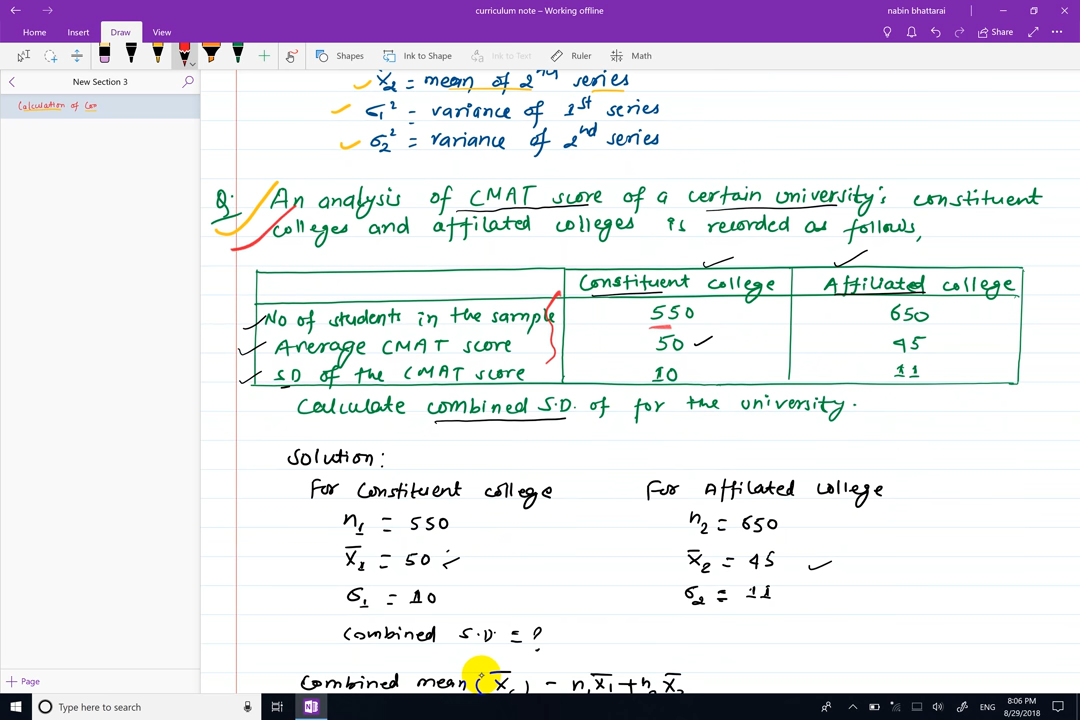 curriculum note – Working offline
nabin bhattarai
Home Insert Draw View
Share
Shapes Ink to Shape Ink to Text Ruler Math
New Section 3
Calculation of Com
x̄₂ = mean of 2nd series
σ₁² = variance of 1st series
σ₂² = variance of 2nd series
Q: An analysis of CMAT score of a certain university's constituent
colleges and affilated colleges is recorded as follows,
Constituent college Affiliated college
No of students in the sample 550 650
Average CMAT score 50 45
SD of the CMAT score 10 11
Calculate combined S.D. of for the university.
Solution:
For Constituent college For Affilated college
n₁ = 550 n₂ = 650
x̄₁ = 50 x̄₂ = 45
σ₁ = 10 σ₂ = 11
Combined S.D. = ?
Combined mean (x̄c) = n₁x̄₁ + n₂x̄₂
Page
Type here to search
ENG
8:06 PM
8/29/2018